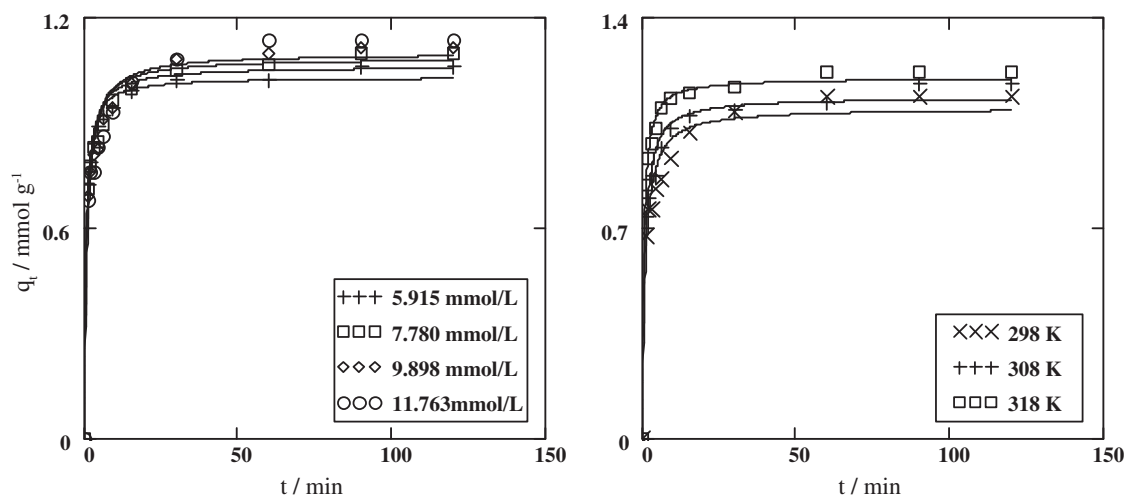 1.2
0.6
0
q_t / mmol g⁻¹
+++ 5.915 mmol/L
□□□ 7.780 mmol/L
◇◇◇ 9.898 mmol/L
○○○ 11.763mmol/L
0 50 100 150
t / min
1.4
0.7
0
××× 298 K
+++ 308 K
□□□ 318 K
0 50 100 150
t / min